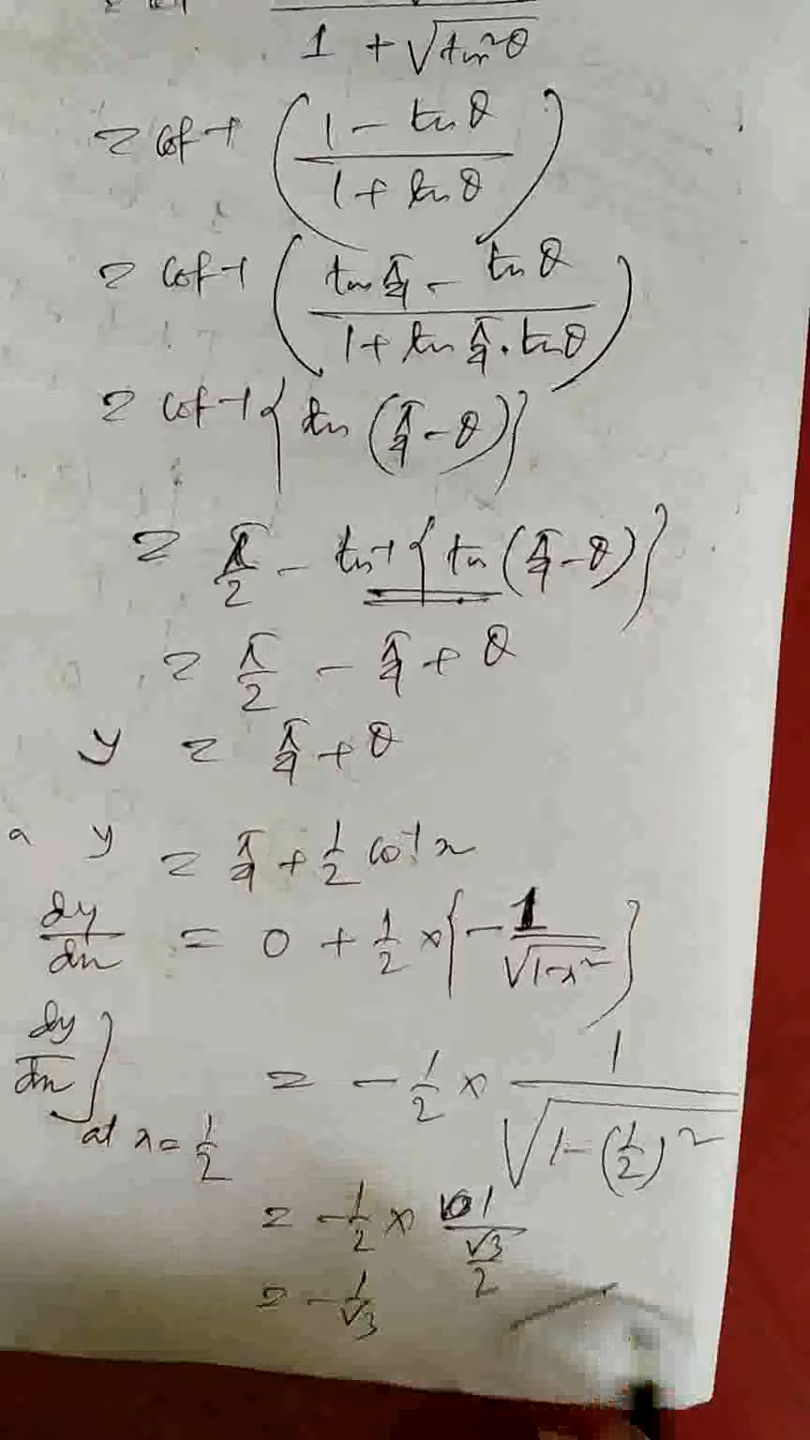 1 + √tan²θ
= cot⁻¹ ( (1 - tan θ) / (1 + tan θ) )
= cot⁻¹ ( (tan π/4 - tan θ) / (1 + tan π/4 . tan θ) )
= cot⁻¹ { tan (π/4 - θ) }
= π/2 - tan⁻¹ { tan (π/4 - θ) }
= π/2 - π/4 + θ
y = π/4 + θ
y = π/4 + 1/2 cos⁻¹ x
dy/dx = 0 + 1/2 × { - 1/√(1-x²) }
dy/dx ] at x = 1/2 = - 1/2 × 1/√(1-(1/2)²)
= - 1/2 × 1/(√3/2)
= - 1/√3